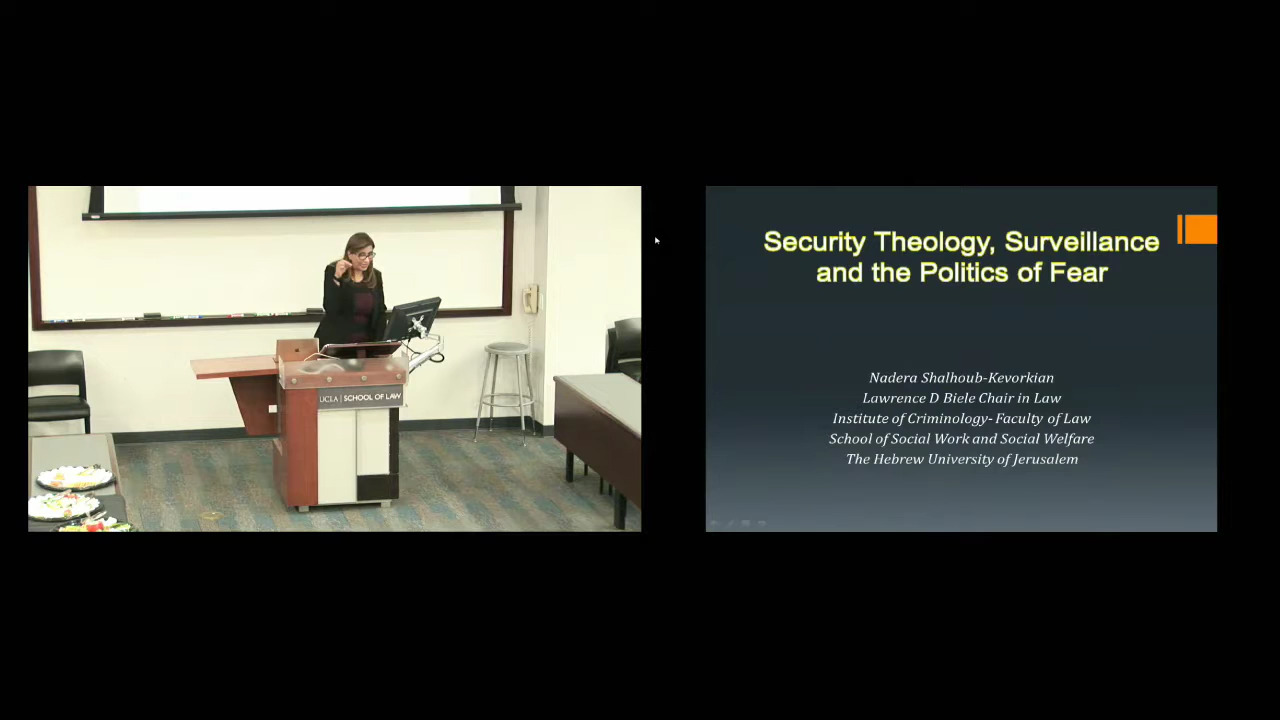 UCLA | SCHOOL OF LAW
Security Theology, Surveillance
and the Politics of Fear
Nadera Shalhoub-Kevorkian
Lawrence D Biele Chair in Law
Institute of Criminology- Faculty of Law
School of Social Work and Social Welfare
The Hebrew University of Jerusalem